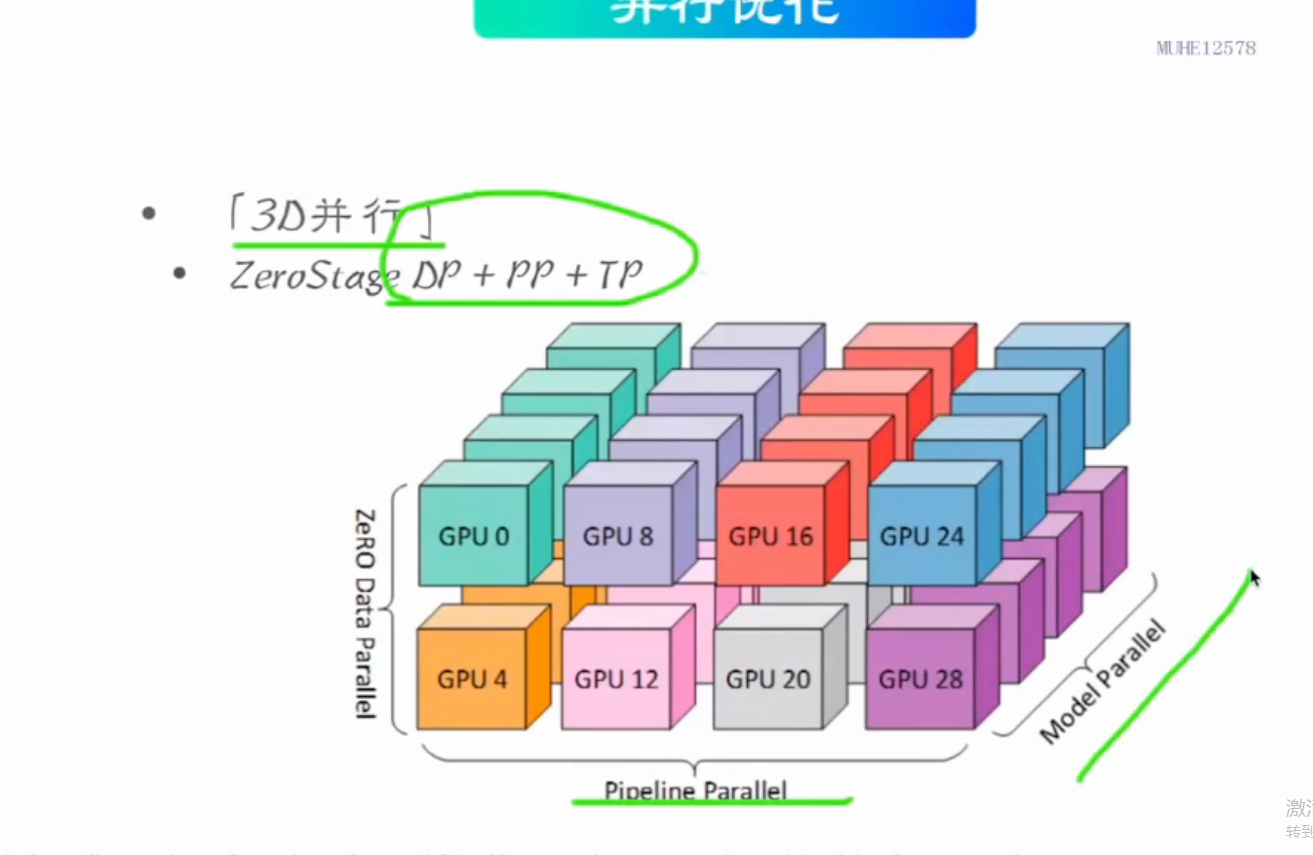 并行优化
MUHE12578
• 「3D并行」
• ZeroStage DP + PP + TP
GPU 0 GPU 8 GPU 16 GPU 24
ZeRO Data Parallel
GPU 4 GPU 12 GPU 20 GPU 28
Model Parallel
Pipeline Parallel
转到